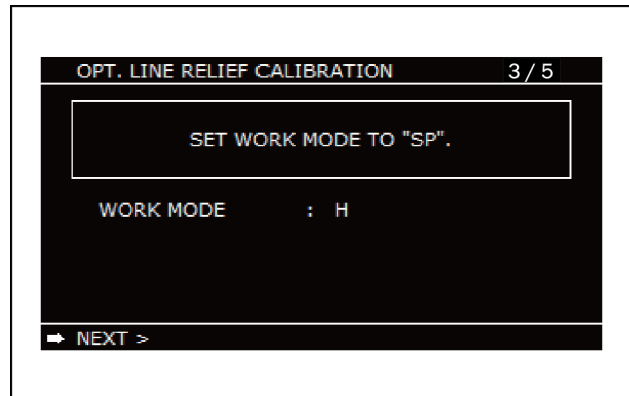 OPT. LINE RELIEF CALIBRATION 3/5
SET WORK MODE TO "SP".
WORK MODE : H
➡ NEXT >